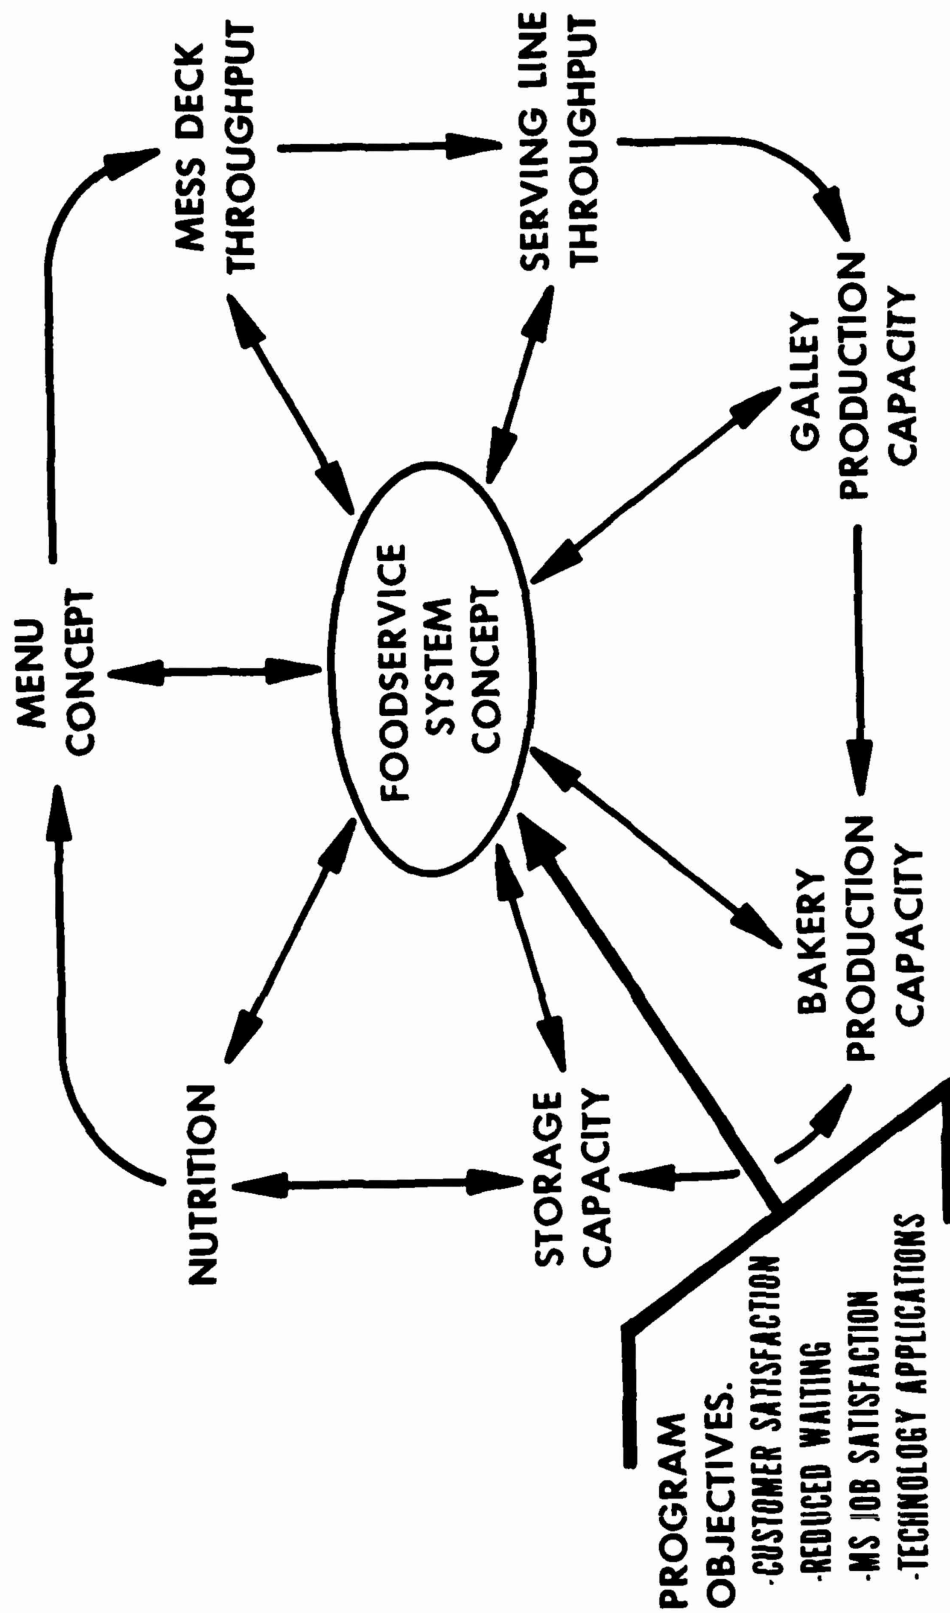 MENU
CONCEPT
MESS DECK
THROUGHPUT
SERVING LINE
THROUGHPUT
GALLEY
PRODUCTION
CAPACITY
BAKERY
PRODUCTION
CAPACITY
STORAGE
CAPACITY
NUTRITION
FOODSERVICE
SYSTEM
CONCEPT
PROGRAM
OBJECTIVES.
-CUSTOMER SATISFACTION
-REDUCED WAITING
-MS JOB SATISFACTION
-TECHNOLOGY APPLICATIONS